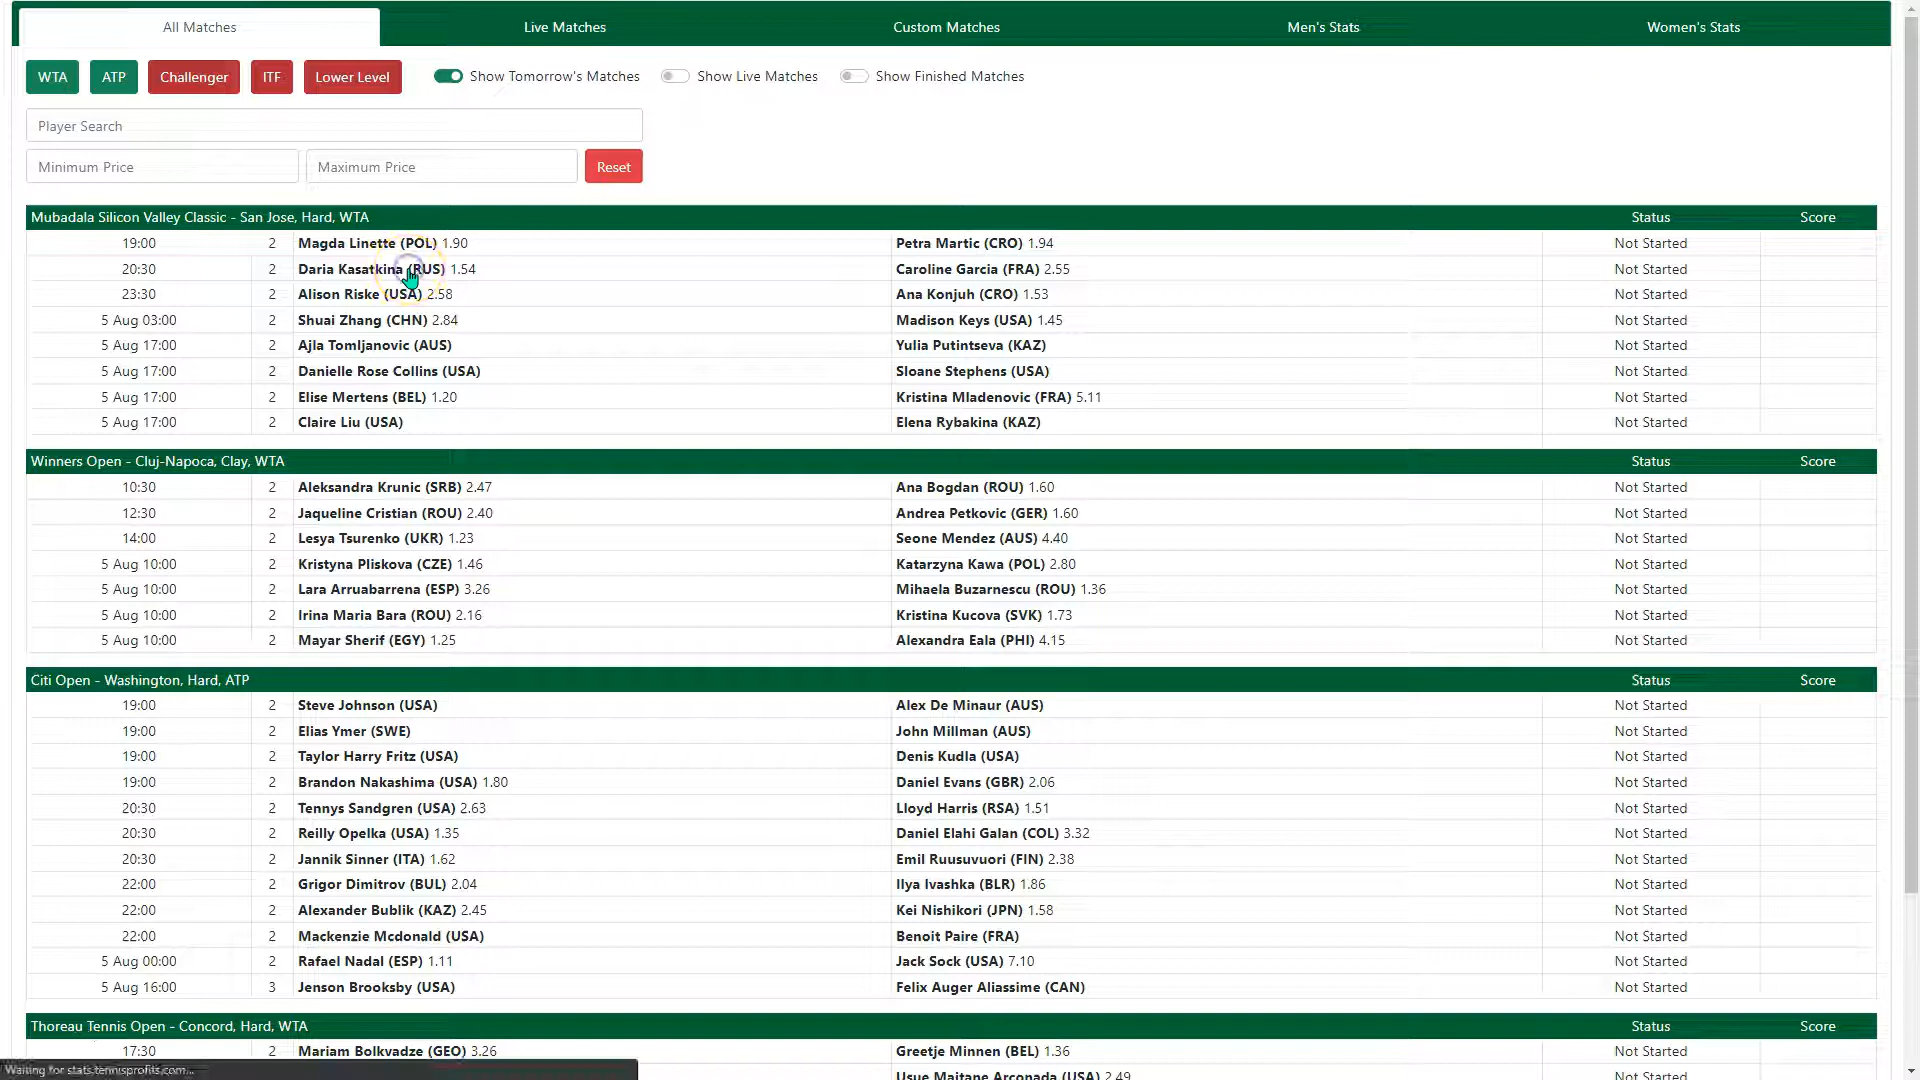 All Matches Live Matches Custom Matches Men's Stats Women's Stats
WTA ATP Challenger ITF Lower Level Show Tomorrow's Matches Show Live Matches Show Finished Matches
Player Search
Minimum Price Maximum Price Reset
Mubadala Silicon Valley Classic - San Jose, Hard, WTA Status Score
19:00 2 Magda Linette (POL) 1.90 Petra Martic (CRO) 1.94 Not Started
20:30 2 Daria Kasatkina (RUS) 1.54 Caroline Garcia (FRA) 2.55 Not Started
23:30 2 Alison Riske (USA) 2.58 Ana Konjuh (CRO) 1.53 Not Started
5 Aug 03:00 2 Shuai Zhang (CHN) 2.84 Madison Keys (USA) 1.45 Not Started
5 Aug 17:00 2 Ajla Tomljanovic (AUS) Yulia Putintseva (KAZ) Not Started
5 Aug 17:00 2 Danielle Rose Collins (USA) Sloane Stephens (USA) Not Started
5 Aug 17:00 2 Elise Mertens (BEL) 1.20 Kristina Mladenovic (FRA) 5.11 Not Started
5 Aug 17:00 2 Claire Liu (USA) Elena Rybakina (KAZ) Not Started
Winners Open - Cluj-Napoca, Clay, WTA Status Score
10:30 2 Aleksandra Krunic (SRB) 2.47 Ana Bogdan (ROU) 1.60 Not Started
12:30 2 Jaqueline Cristian (ROU) 2.40 Andrea Petkovic (GER) 1.60 Not Started
14:00 2 Lesya Tsurenko (UKR) 1.23 Seone Mendez (AUS) 4.40 Not Started
5 Aug 10:00 2 Kristyna Pliskova (CZE) 1.46 Katarzyna Kawa (POL) 2.80 Not Started
5 Aug 10:00 2 Lara Arruabarrena (ESP) 3.26 Mihaela Buzarnescu (ROU) 1.36 Not Started
5 Aug 10:00 2 Irina Maria Bara (ROU) 2.16 Kristina Kucova (SVK) 1.73 Not Started
5 Aug 10:00 2 Mayar Sherif (EGY) 1.25 Alexandra Eala (PHI) 4.15 Not Started
Citi Open - Washington, Hard, ATP Status Score
19:00 2 Steve Johnson (USA) Alex De Minaur (AUS) Not Started
19:00 2 Elias Ymer (SWE) John Millman (AUS) Not Started
19:00 2 Taylor Harry Fritz (USA) Denis Kudla (USA) Not Started
19:00 2 Brandon Nakashima (USA) 1.80 Daniel Evans (GBR) 2.06 Not Started
20:30 2 Tennys Sandgren (USA) 2.63 Lloyd Harris (RSA) 1.51 Not Started
20:30 2 Reilly Opelka (USA) 1.35 Daniel Elahi Galan (COL) 3.32 Not Started
20:30 2 Jannik Sinner (ITA) 1.62 Emil Ruusuvuori (FIN) 2.38 Not Started
22:00 2 Grigor Dimitrov (BUL) 2.04 Ilya Ivashka (BLR) 1.86 Not Started
22:00 2 Alexander Bublik (KAZ) 2.45 Kei Nishikori (JPN) 1.58 Not Started
22:00 2 Mackenzie Mcdonald (USA) Benoit Paire (FRA) Not Started
5 Aug 00:00 2 Rafael Nadal (ESP) 1.11 Jack Sock (USA) 7.10 Not Started
5 Aug 16:00 3 Jenson Brooksby (USA) Felix Auger Aliassime (CAN) Not Started
Thoreau Tennis Open - Concord, Hard, WTA Status Score
17:30 2 Mariam Bolkvadze (GEO) 3.26 Greetje Minnen (BEL) 1.36 Not Started
Waiting for stats.tennisprofits.com... Usue Maitane Arconada (USA) 2.49 Not Started